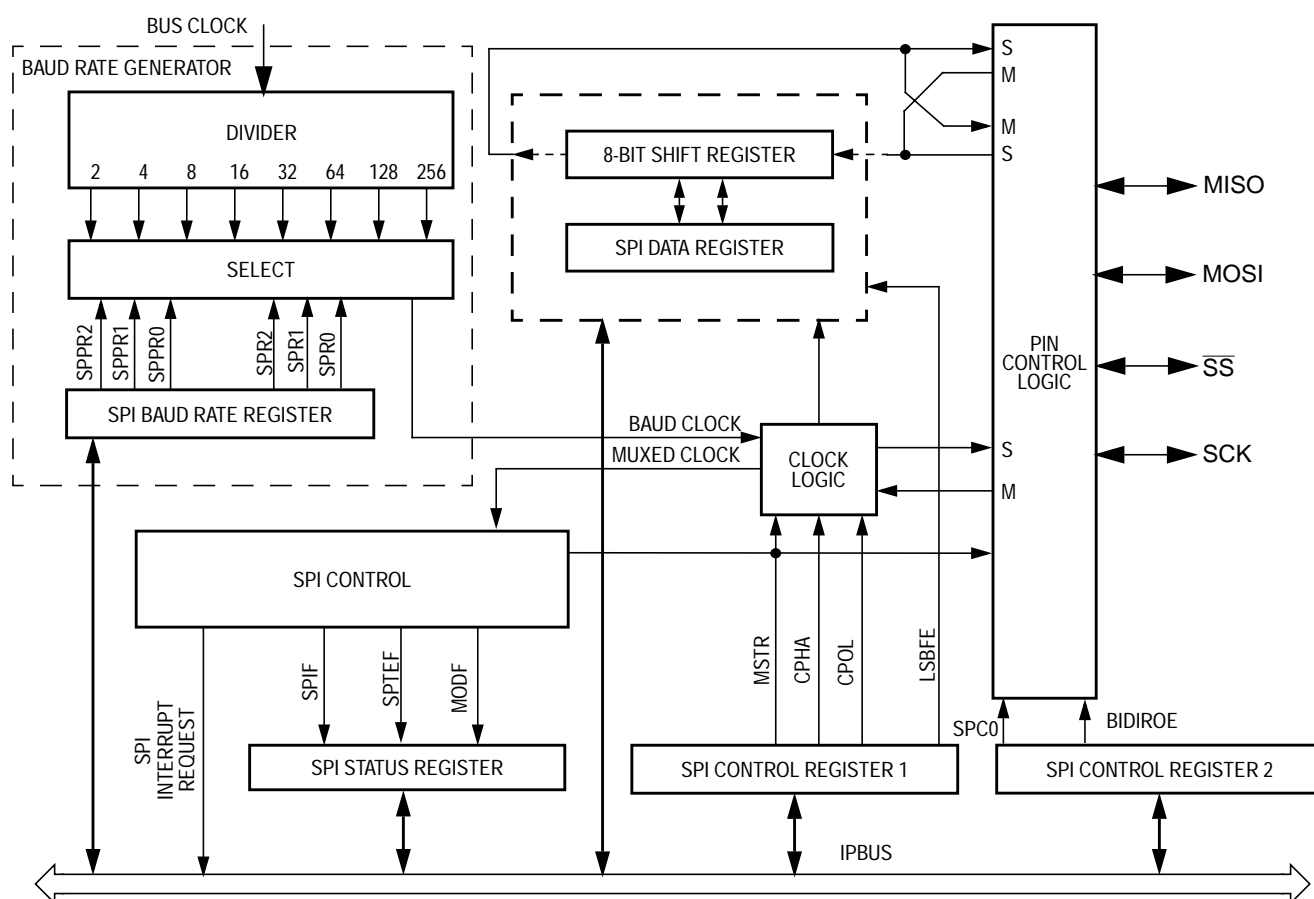 BUS CLOCK
BAUD RATE GENERATOR
DIVIDER
2 4 8 16 32 64 128 256
SELECT
SPPR2
SPPR1
SPPR0
SPR2
SPR1
SPR0
SPI BAUD RATE REGISTER
8-BIT SHIFT REGISTER
SPI DATA REGISTER
S
M
M
S
MISO
MOSI
SS
SCK
PIN
CONTROL
LOGIC
BAUD CLOCK
MUXED CLOCK
CLOCK
LOGIC
S
M
SPI CONTROL
SPI
INTERRUPT
REQUEST
SPIF
SPTEF
MODF
MSTR
CPHA
CPOL
LSBFE
SPC0
BIDIROE
SPI STATUS REGISTER
SPI CONTROL REGISTER 1
SPI CONTROL REGISTER 2
IPBUS